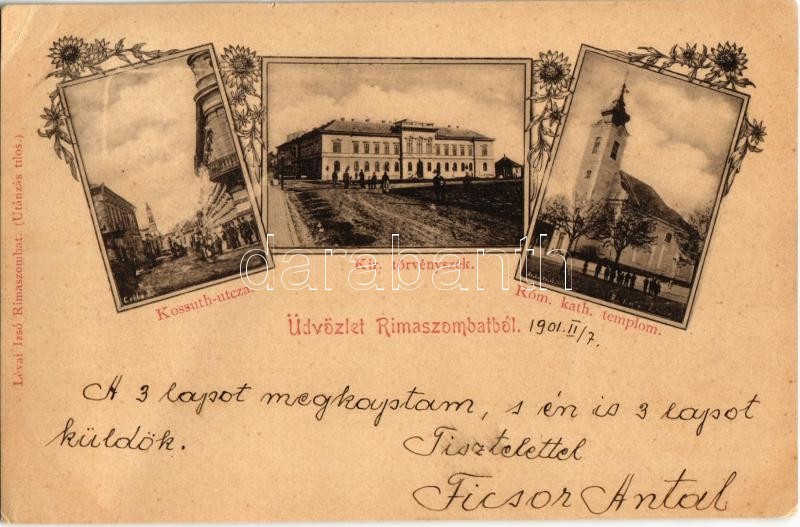 Lévai Izsó Rimaszombat. (Utánzás tilos.)
Kossuth-utcza.
Kir. törvényszék.
Róm. kath. templom.
darabanth
Üdvözlet Rimaszombatból.
1901. II/7.
A 3 lapot megkaptam, s én is 3 lapot
küldök. Tisztelettel
Ficsor Antal